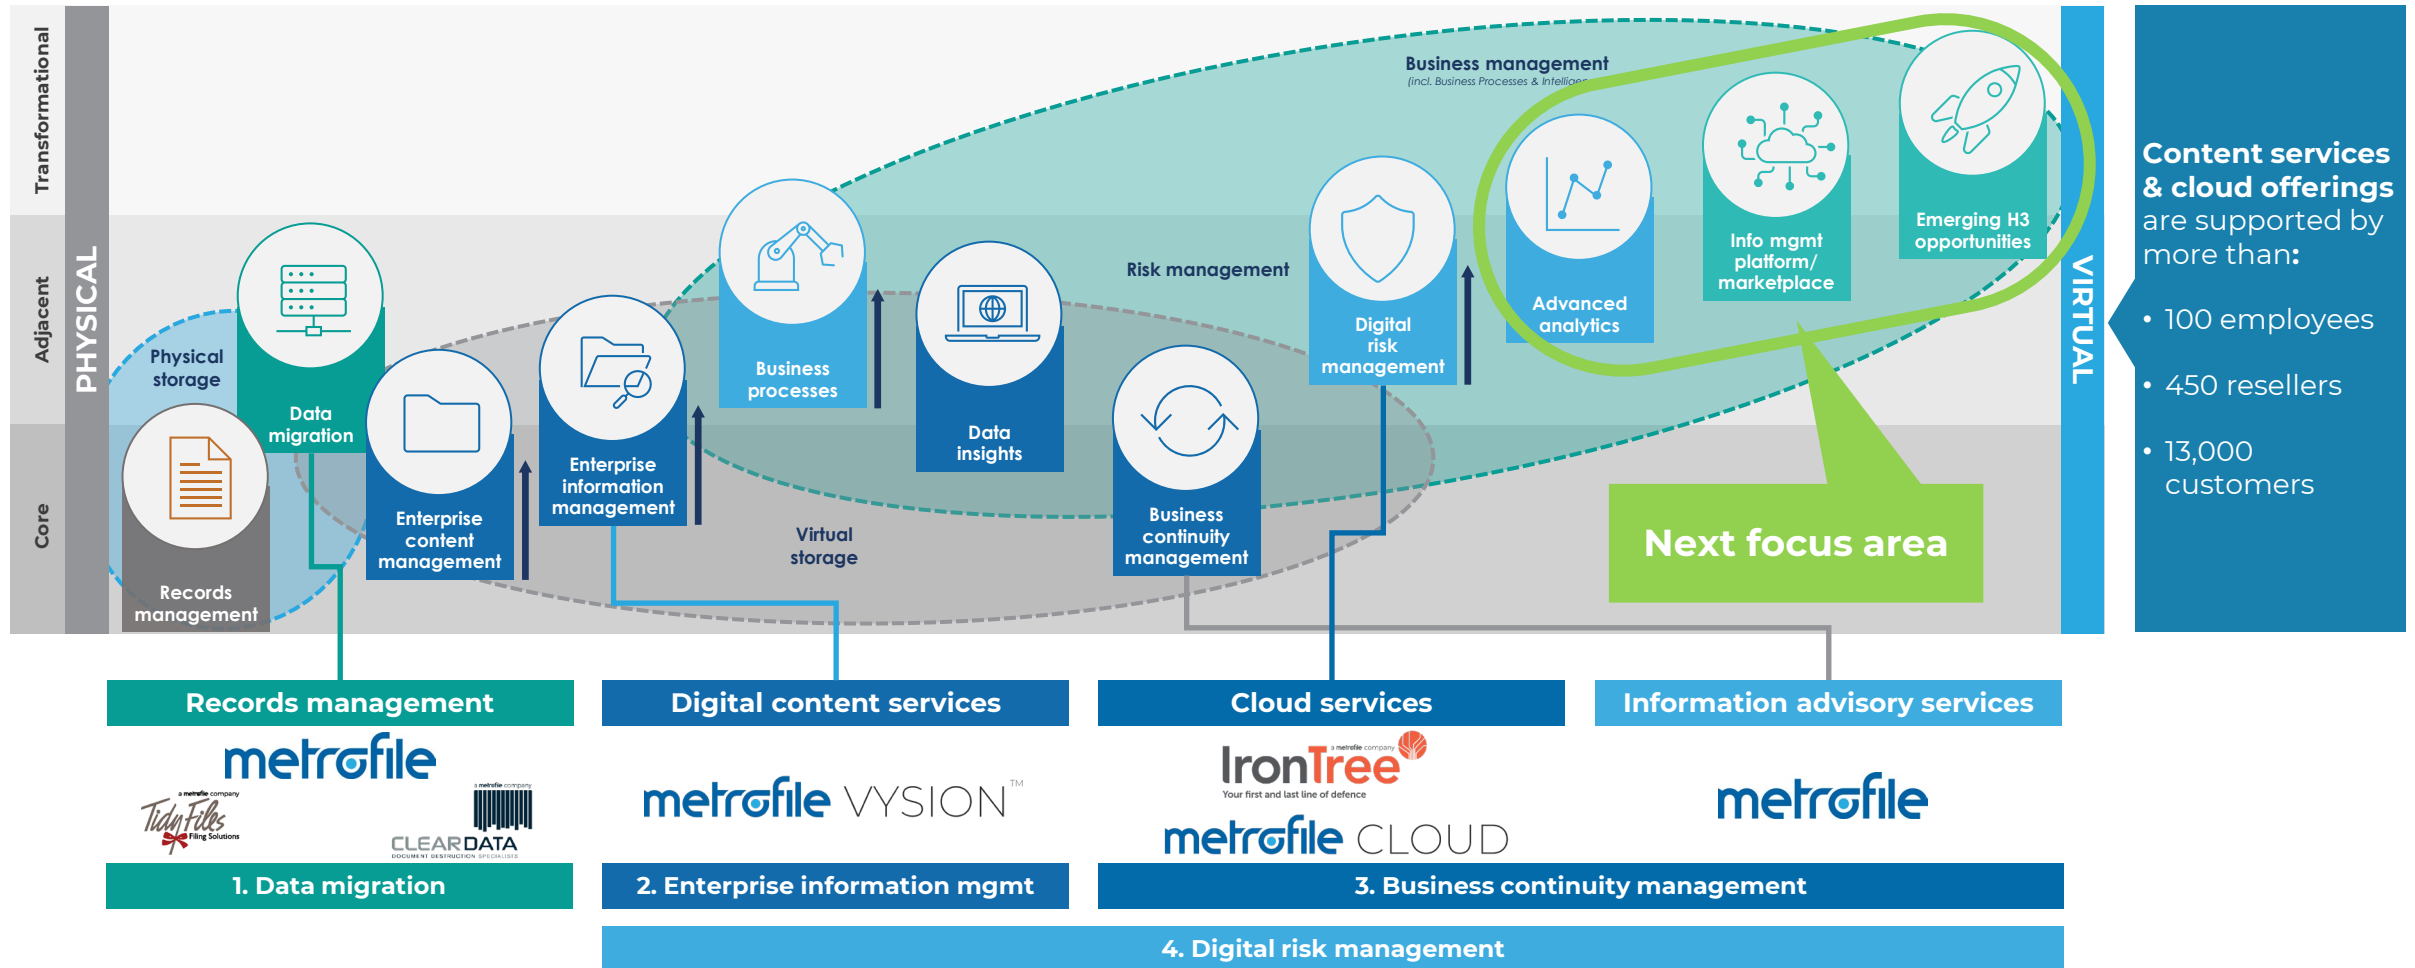 Transformational
Adjacent
Core
PHYSICAL
Business management
(incl. Business Processes &
Risk management
Physical
storage
Virtual
storage
Records
management
Data
migration
Enterprise
content
management
Enterprise
information
management
Business
processes
Data
insights
Business
continuity
management
Digital
risk
management
Advanced
analytics
Info mgmt
platform/
marketplace
Emerging H3
opportunities
Next focus area
VIRTUAL
Content services
& cloud offerings
are supported by
more than:
• 100 employees
• 450 resellers
• 13,000
customers
Records management
metrofile
a metrofile company
TidyFiles
Filing Solutions
a metrofile company
CLEARDATA
DOCUMENT DESTRUCTION SPECIALISTS
1. Data migration
Digital content services
metrofile VYSION™
2. Enterprise information mgmt
Cloud services
a metrofile company
IronTree
Your first and last line of defence
metrofile CLOUD
Information advisory services
metrofile
3. Business continuity management
4. Digital risk management